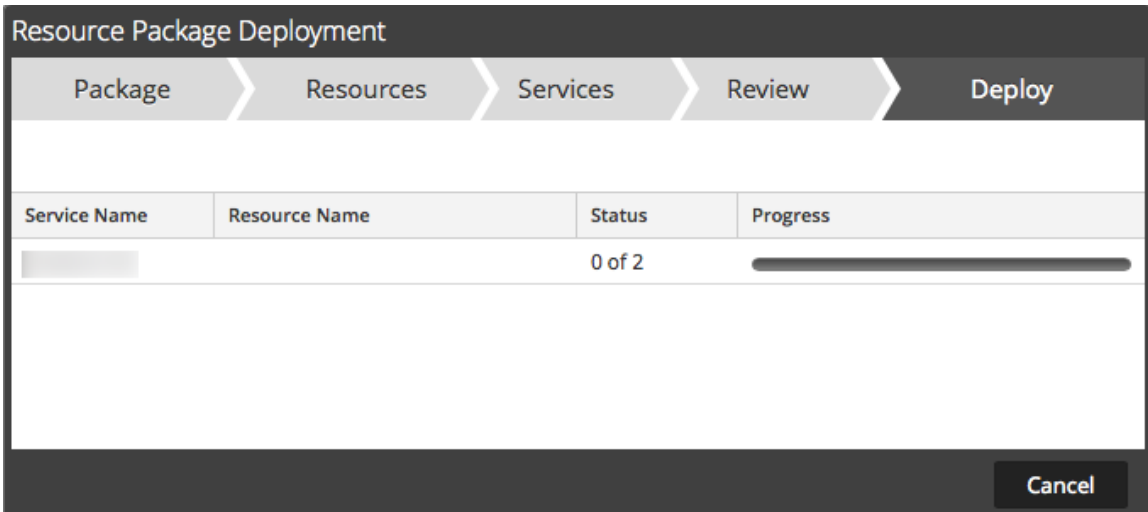 Resource Package Deployment
Package Resources Services Review Deploy
Service Name Resource Name Status Progress
0 of 2
Cancel